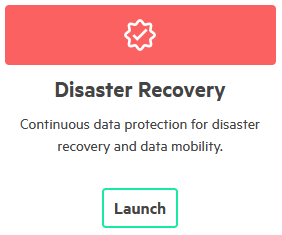 Disaster Recovery
Continuous data protection for disaster
recovery and data mobility.
Launch